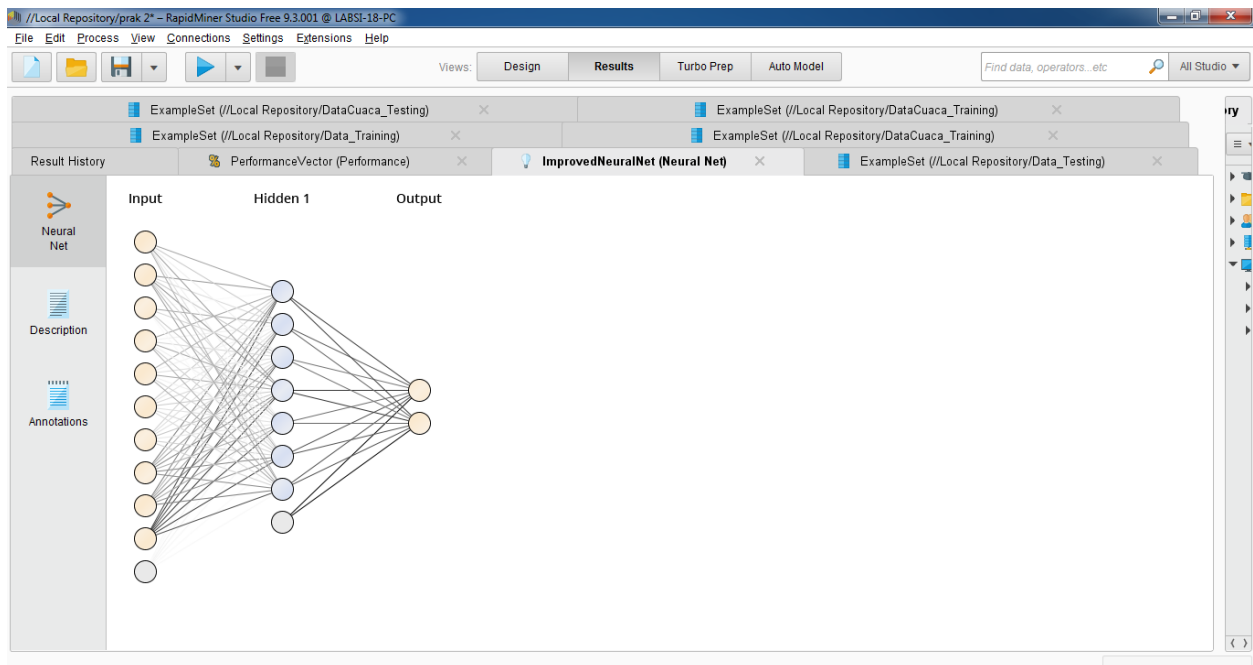 //Local Repository/prak 2* – RapidMiner Studio Free 9.3.001 @ LABSI-18-PC
File Edit Process View Connections Settings Extensions Help
Views: Design Results Turbo Prep Auto Model Find data, operators...etc All Studio
ExampleSet (//Local Repository/DataCuaca_Testing) ExampleSet (//Local Repository/DataCuaca_Training)
ExampleSet (//Local Repository/Data_Training) ExampleSet (//Local Repository/DataCuaca_Training)
Result History PerformanceVector (Performance) ImprovedNeuralNet (Neural Net) ExampleSet (//Local Repository/Data_Testing)
Input Hidden 1 Output
Neural
Net
Description
Annotations